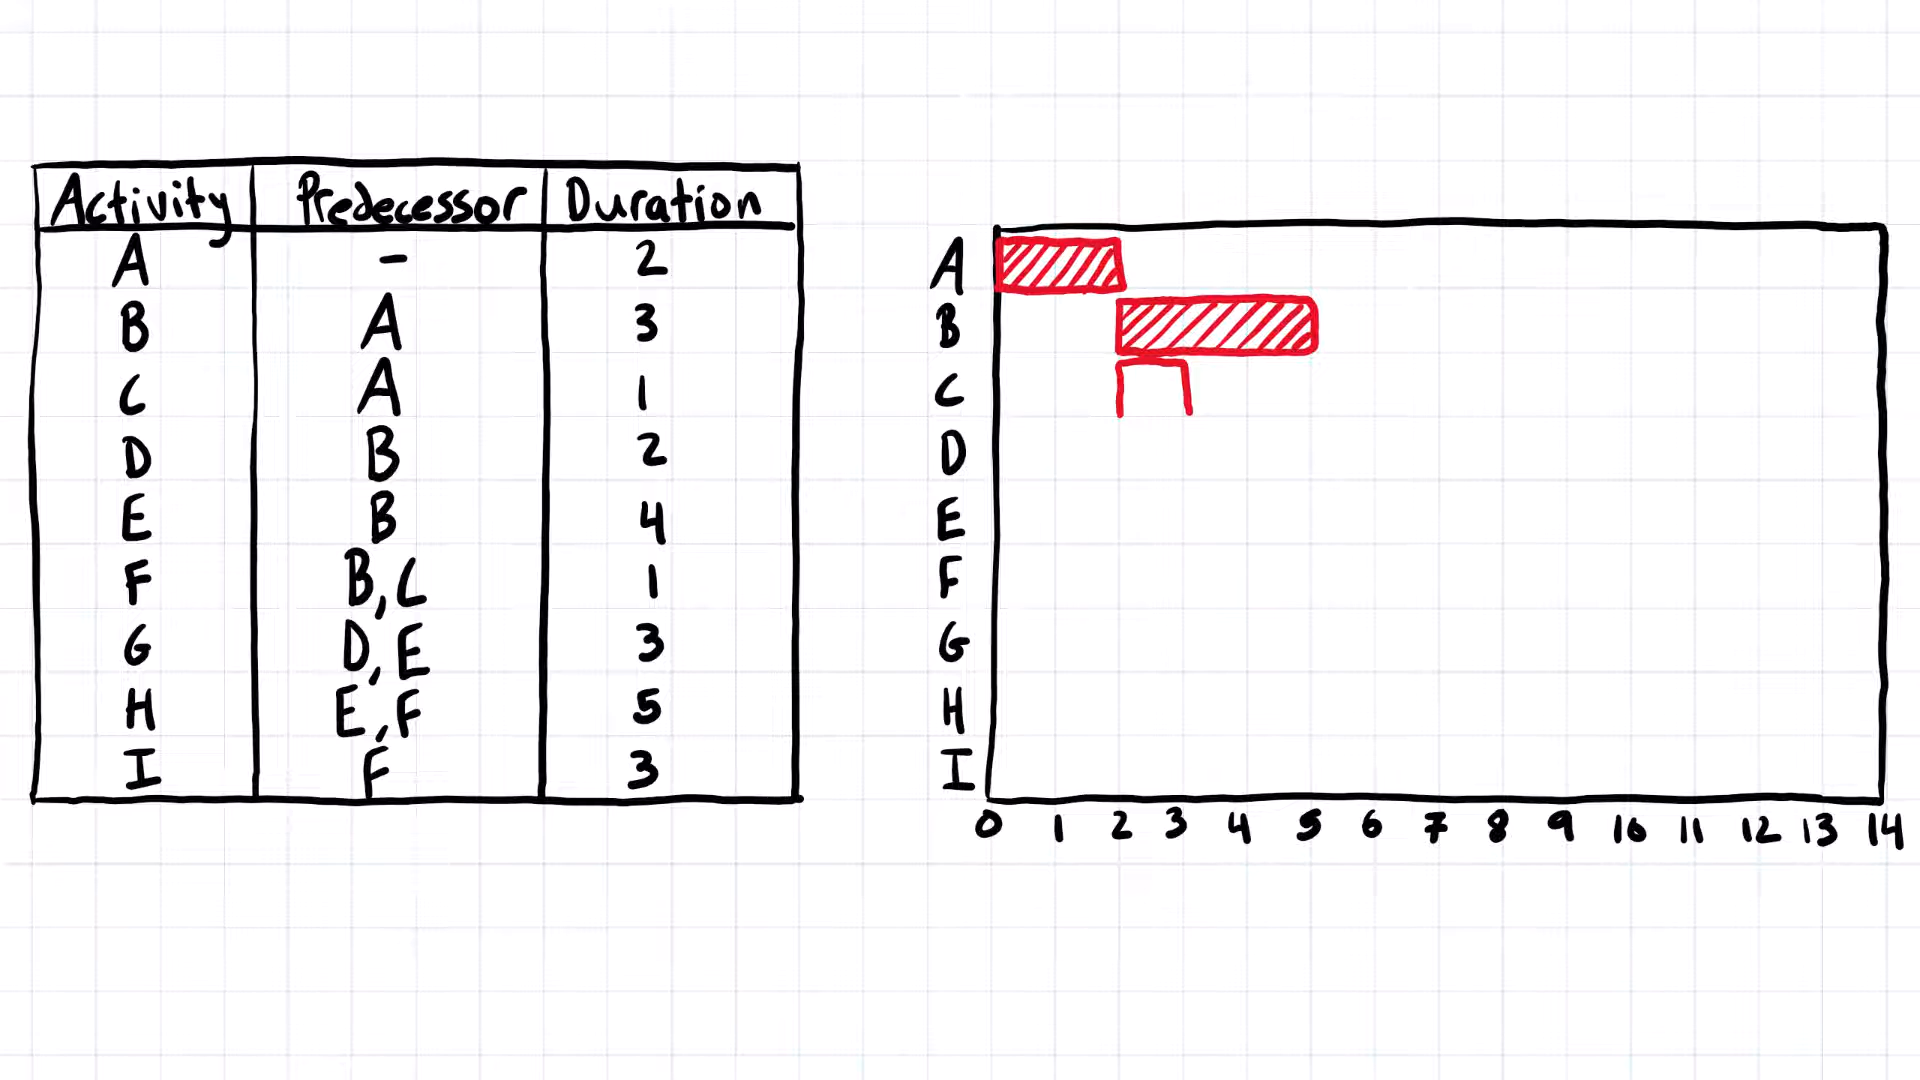 Activity Predecessor Duration
A - 2
B A 3
C A 1
D B 2
E B 4
F B,C 1
G D,E 3
H E,F 5
I F 3
A
B
C
D
E
F
G
H
I
0 1 2 3 4 5 6 7 8 9 10 11 12 13 14